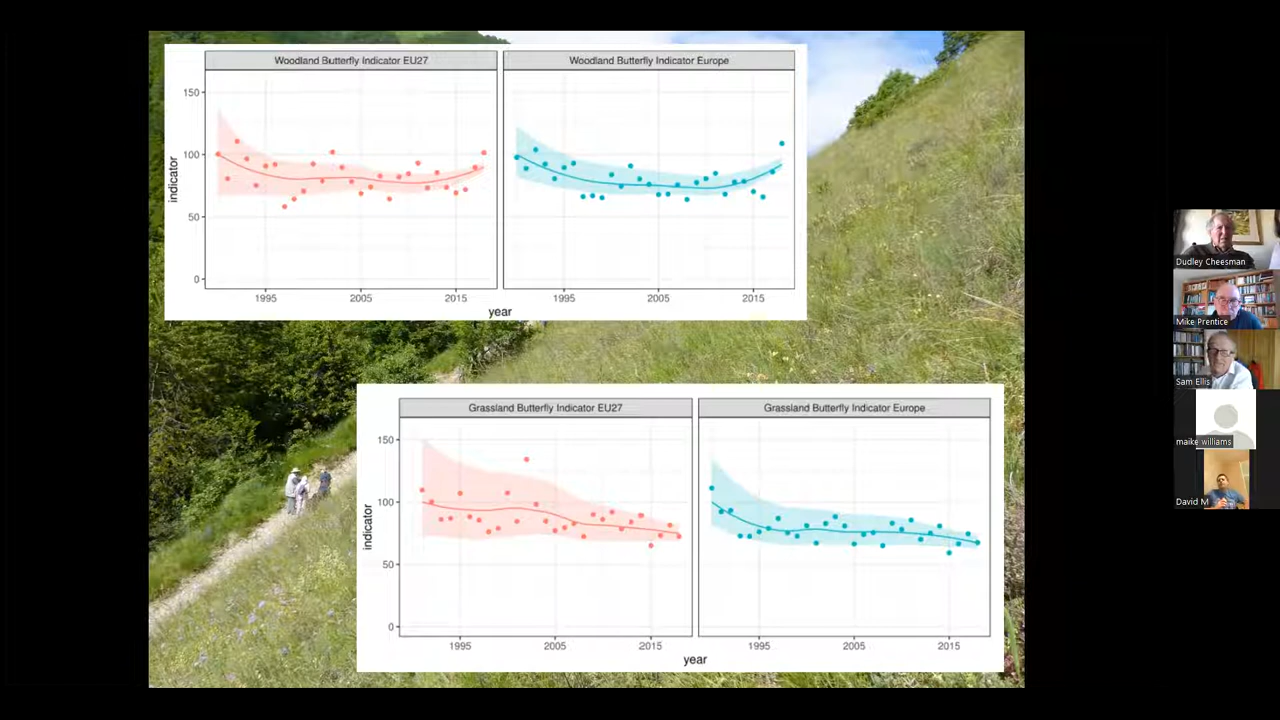 Woodland Butterfly Indicator EU27
Woodland Butterfly Indicator Europe
150
100
50
0
indicator
1995
2005
2015
1995
2005
2015
year
Grassland Butterfly Indicator EU27
Grassland Butterfly Indicator Europe
150
100
50
0
indicator
1995
2005
2015
1995
2005
2015
year
Dudley Cheesman
Mike Prentice
Sam Ellis
maike williams
David M